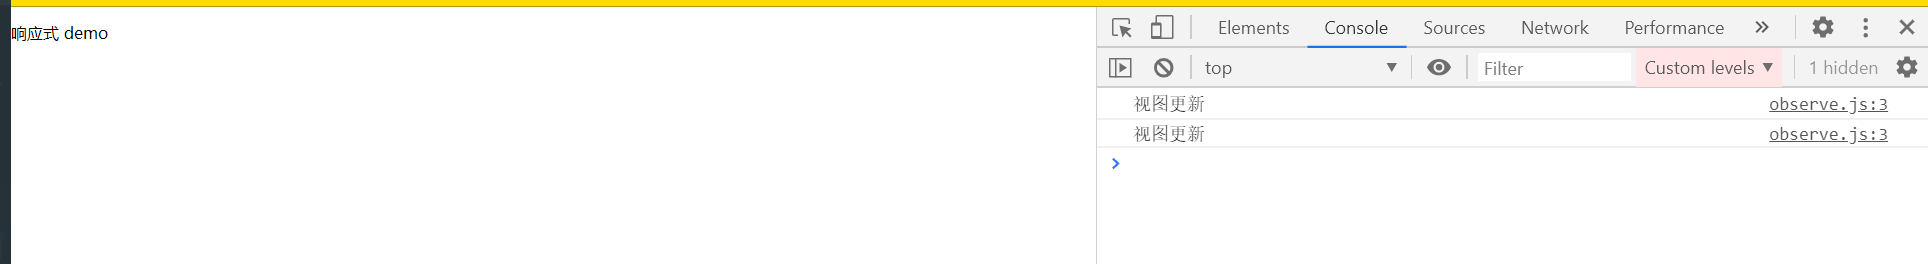 响应式 demo
Elements Console Sources Network Performance
top Filter Custom levels 1 hidden
视图更新 observe.js:3
视图更新 observe.js:3